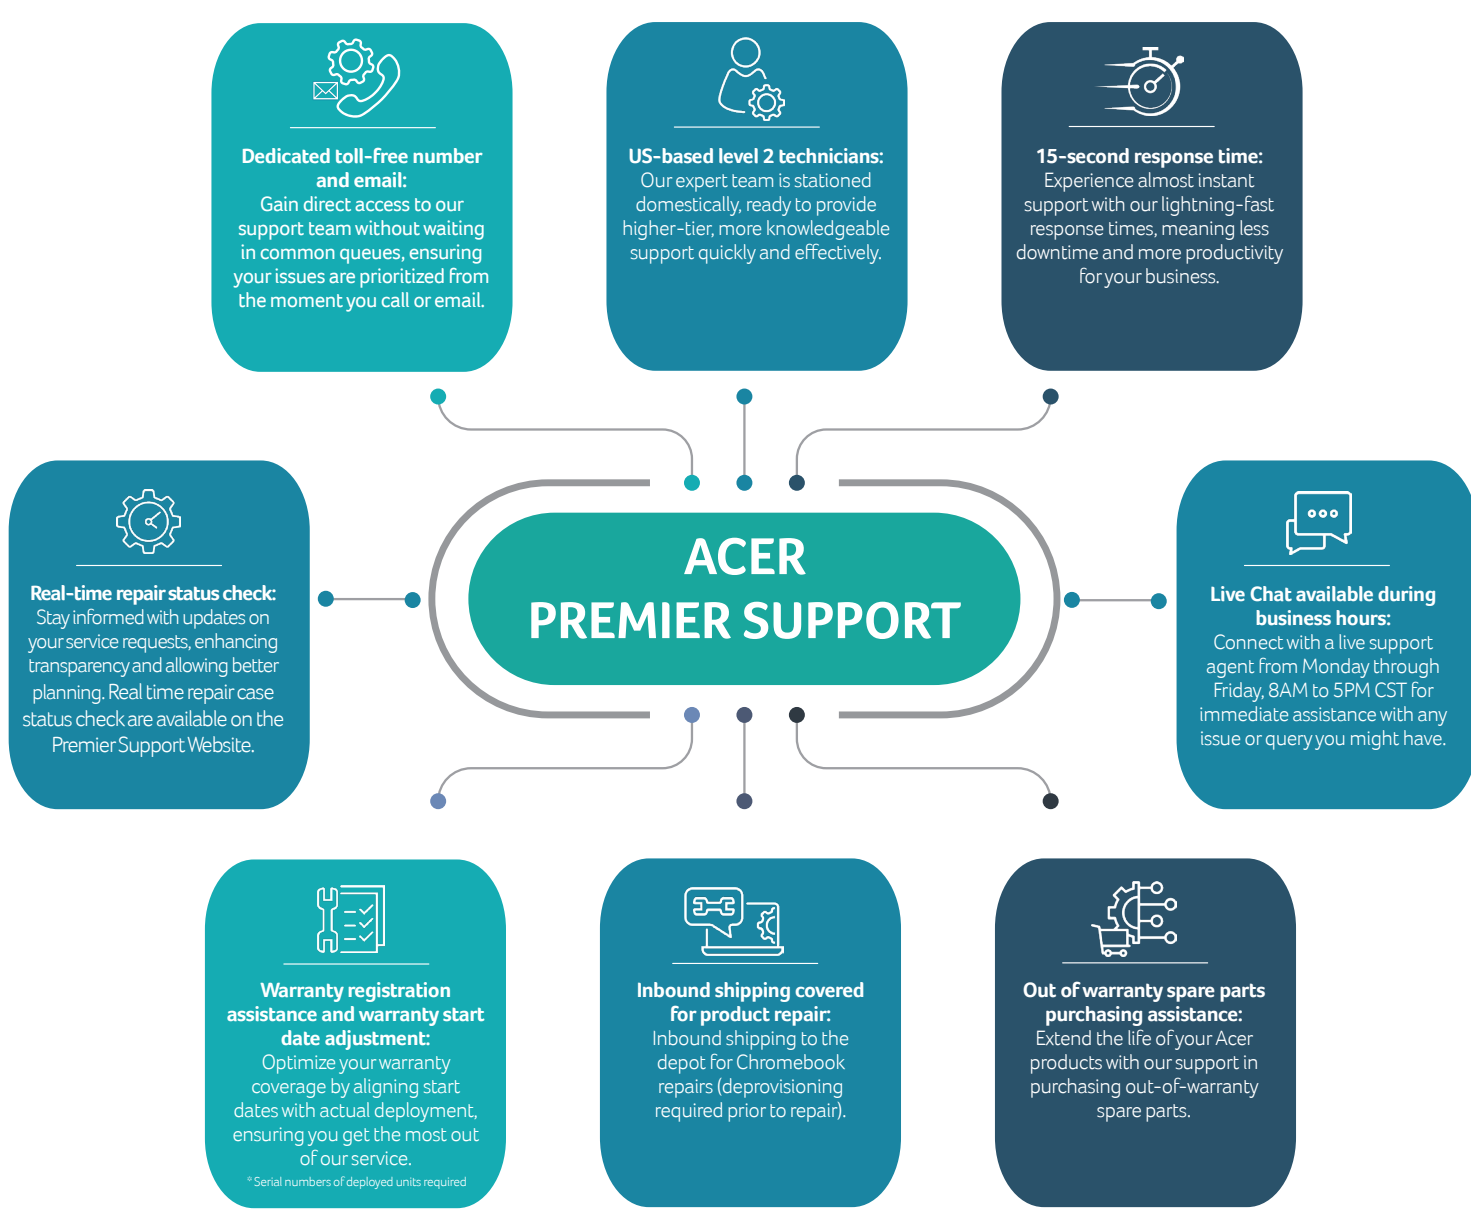 Dedicated toll-free number
and email:
Gain direct access to our
support team without waiting
in common queues, ensuring
your issues are prioritized from
the moment you call or email.
US-based level 2 technicians:
Our expert team is stationed
domestically, ready to provide
higher-tier, more knowledgeable
support quickly and effectively.
15-second response time:
Experience almost instant
support with our lightning-fast
response times, meaning less
downtime and more productivity
for your business.
Real-time repair status check:
Stay informed with updates on
your service requests, enhancing
transparency and allowing better
planning. Real time repair case
status check are available on the
Premier Support Website.
ACER
PREMIER SUPPORT
Live Chat available during
business hours:
Connect with a live support
agent from Monday through
Friday, 8AM to 5PM CST for
immediate assistance with any
issue or query you might have.
Warranty registration
assistance and warranty start
date adjustment:
Optimize your warranty
coverage by aligning start
dates with actual deployment,
ensuring you get the most out
of our service.
* Serial numbers of deployed units required
Inbound shipping covered
for product repair:
Inbound shipping to the
depot for Chromebook
repairs (deprovisioning
required prior to repair).
Out of warranty spare parts
purchasing assistance:
Extend the life of your Acer
products with our support in
purchasing out-of-warranty
spare parts.